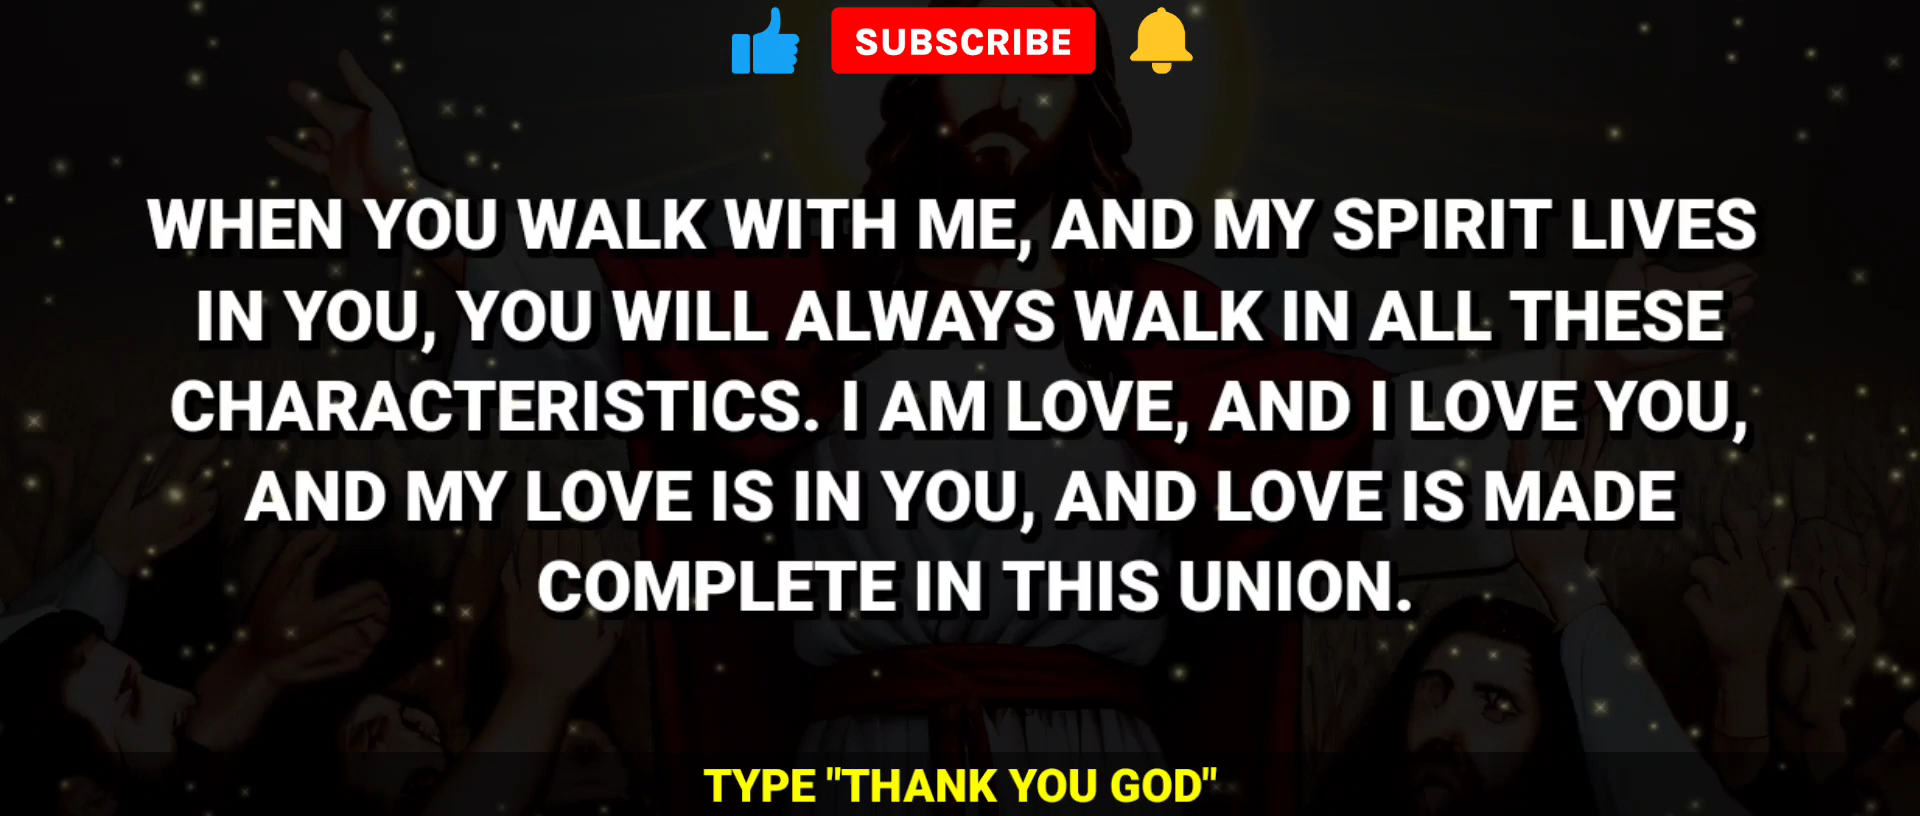 SUBSCRIBE
WHEN YOU WALK WITH ME, AND MY SPIRIT LIVES
IN YOU, YOU WILL ALWAYS WALK IN ALL THESE
CHARACTERISTICS. I AM LOVE, AND I LOVE YOU,
AND MY LOVE IS IN YOU, AND LOVE IS MADE
COMPLETE IN THIS UNION.
TYPE "THANK YOU GOD"